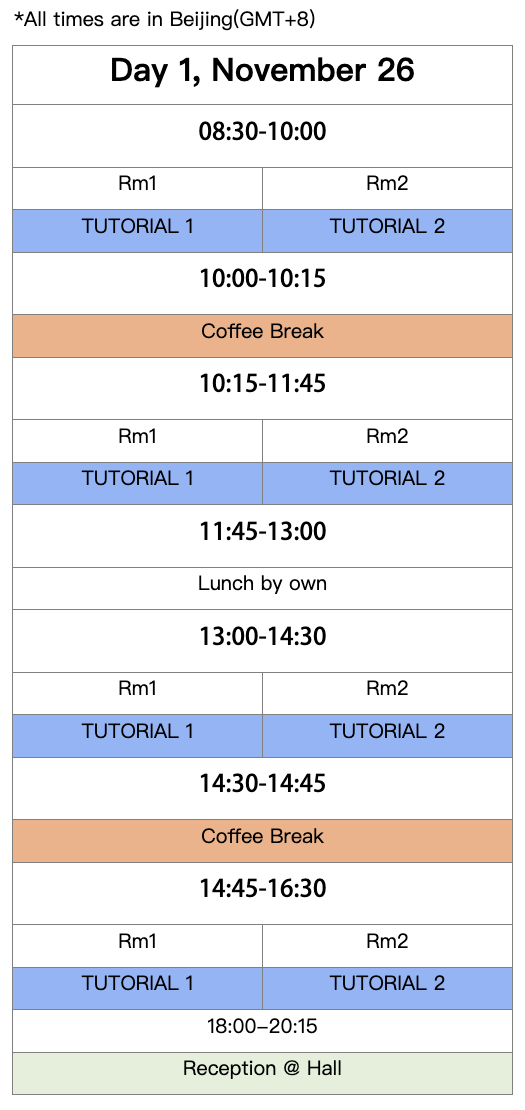 *All times are in Beijing(GMT+8)
Day 1, November 26
08:30-10:00
Rm1 Rm2
TUTORIAL 1 TUTORIAL 2
10:00-10:15
Coffee Break
10:15-11:45
Rm1 Rm2
TUTORIAL 1 TUTORIAL 2
11:45-13:00
Lunch by own
13:00-14:30
Rm1 Rm2
TUTORIAL 1 TUTORIAL 2
14:30-14:45
Coffee Break
14:45-16:30
Rm1 Rm2
TUTORIAL 1 TUTORIAL 2
18:00–20:15
Reception @ Hall